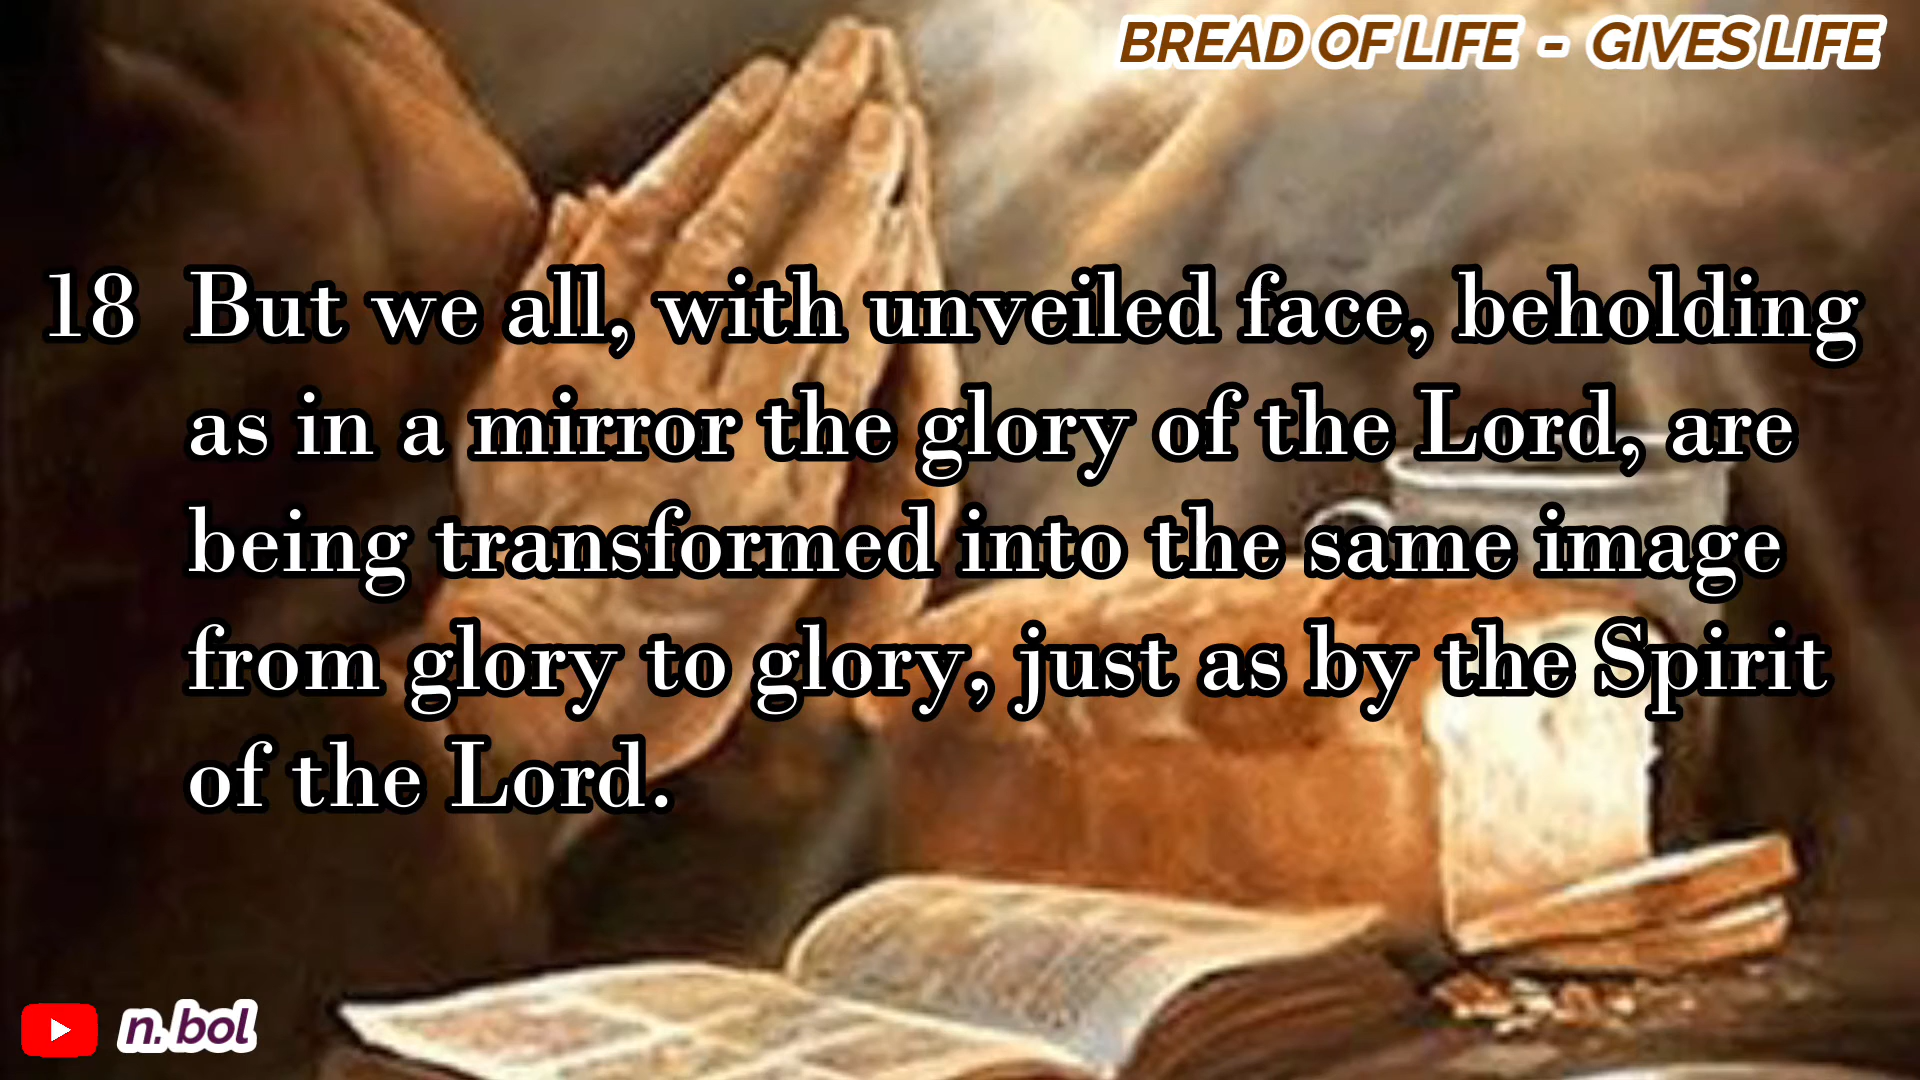 BREAD OF LIFE - GIVES LIFE
18 But we all, with unveiled face, beholding
as in a mirror the glory of the Lord, are
being transformed into the same image
from glory to glory, just as by the Spirit
of the Lord.
n. bol